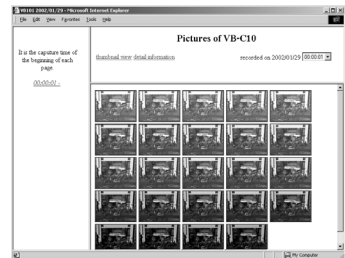 VB101 2002/01/29 - Microsoft Internet Explorer
File Edit View Favorites Tools Help
It is the capsture time of
the beginning of each
page.
00:00:01 -
Pictures of VB-C10
thumbnail view detail information
recorded on 2002/01/29 00:00:01
My Computer